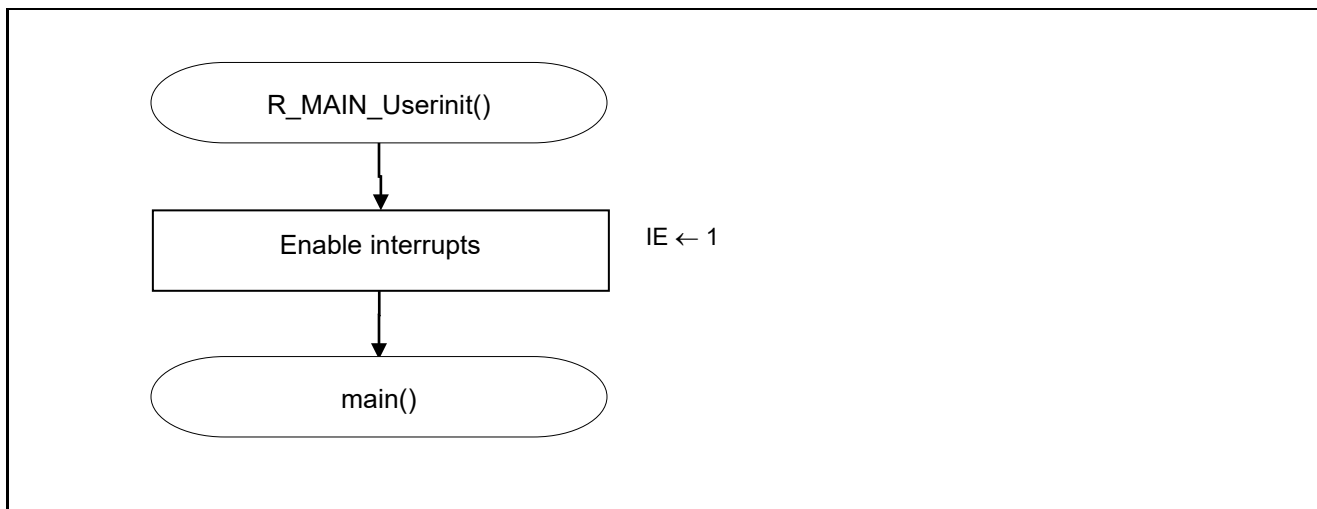 R_MAIN_Userinit()
Enable interrupts
IE ← 1
main()